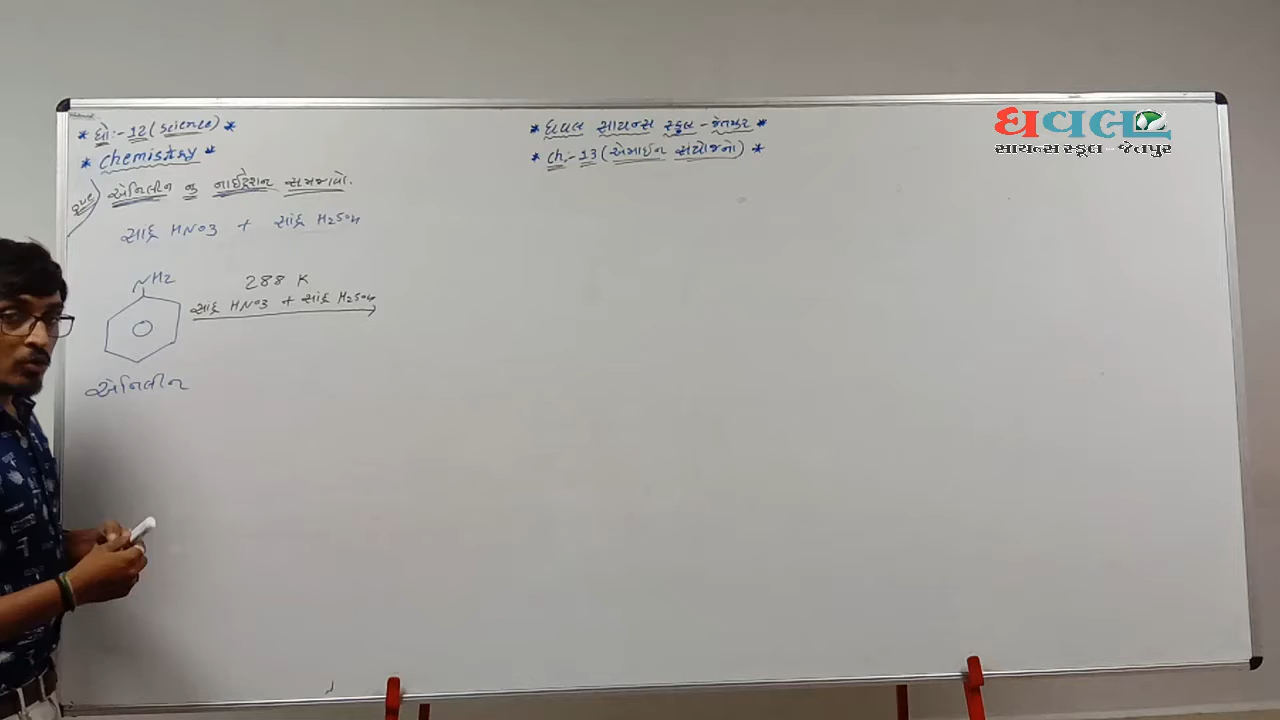 * ધો:-12 (Science) *
* Chemistry *
* ધવલ સાયન્સ સ્કૂલ - જેતપુર *
* ch:-13 (એમાઈન સંયોજનો) *
ધવલ
સાયન્સ સ્કૂલ - જેતપુર
એનિલીન નુ નાઈટ્રેશન સમજાવો.
સાંદ્ર HNO3 + સાંદ્ર H2SO4
NH2
288 K
સાંદ્ર HNO3 + સાંદ્ર H2SO4
એનિલીન